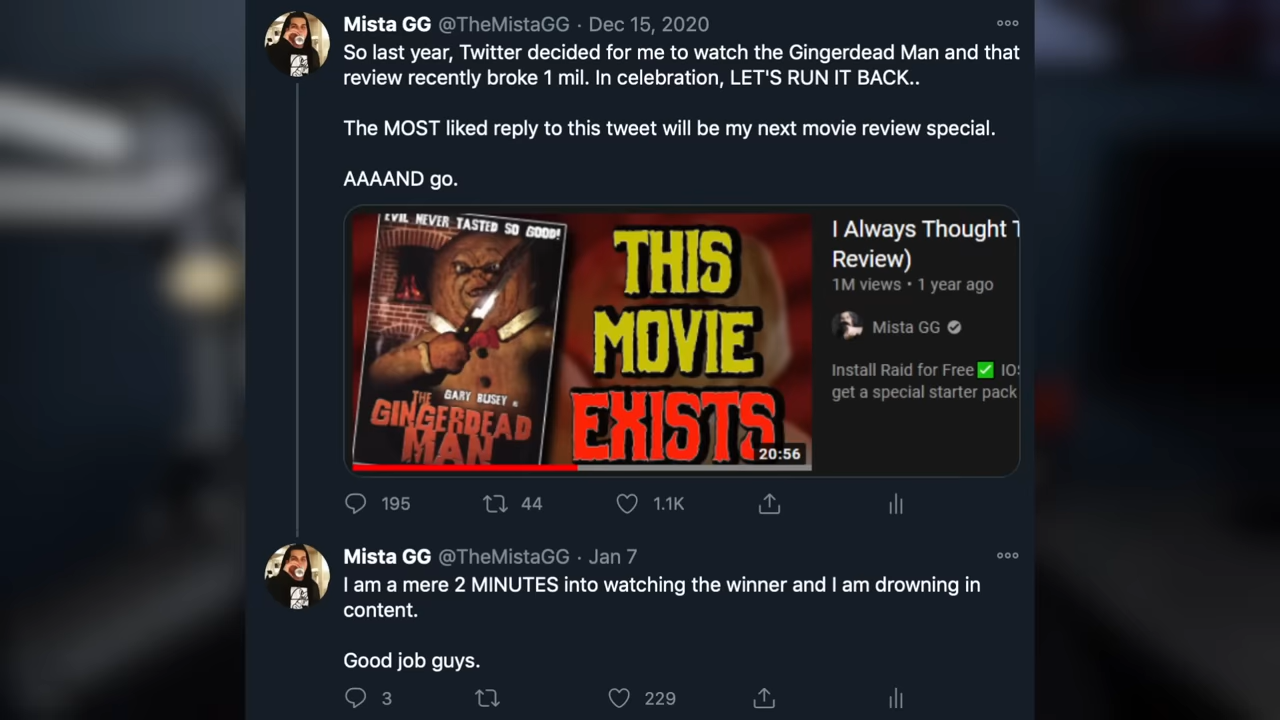 Mista GG @TheMistaGG · Dec 15, 2020
So last year, Twitter decided for me to watch the Gingerdead Man and that
review recently broke 1 mil. In celebration, LET'S RUN IT BACK..
The MOST liked reply to this tweet will be my next movie review special.
AAAAND go.
EVIL NEVER TASTED SO GOOD!
GARY BUSEY is
THE
GINGERDEAD
MAN
THIS
MOVIE
EXISTS
20:56
I Always Thought T
Review)
1M views • 1 year ago
Mista GG
Install Raid for Free ✅ IOS
get a special starter pack
195 44 1.1K
Mista GG @TheMistaGG · Jan 7
I am a mere 2 MINUTES into watching the winner and I am drowning in
content.
Good job guys.
3 229